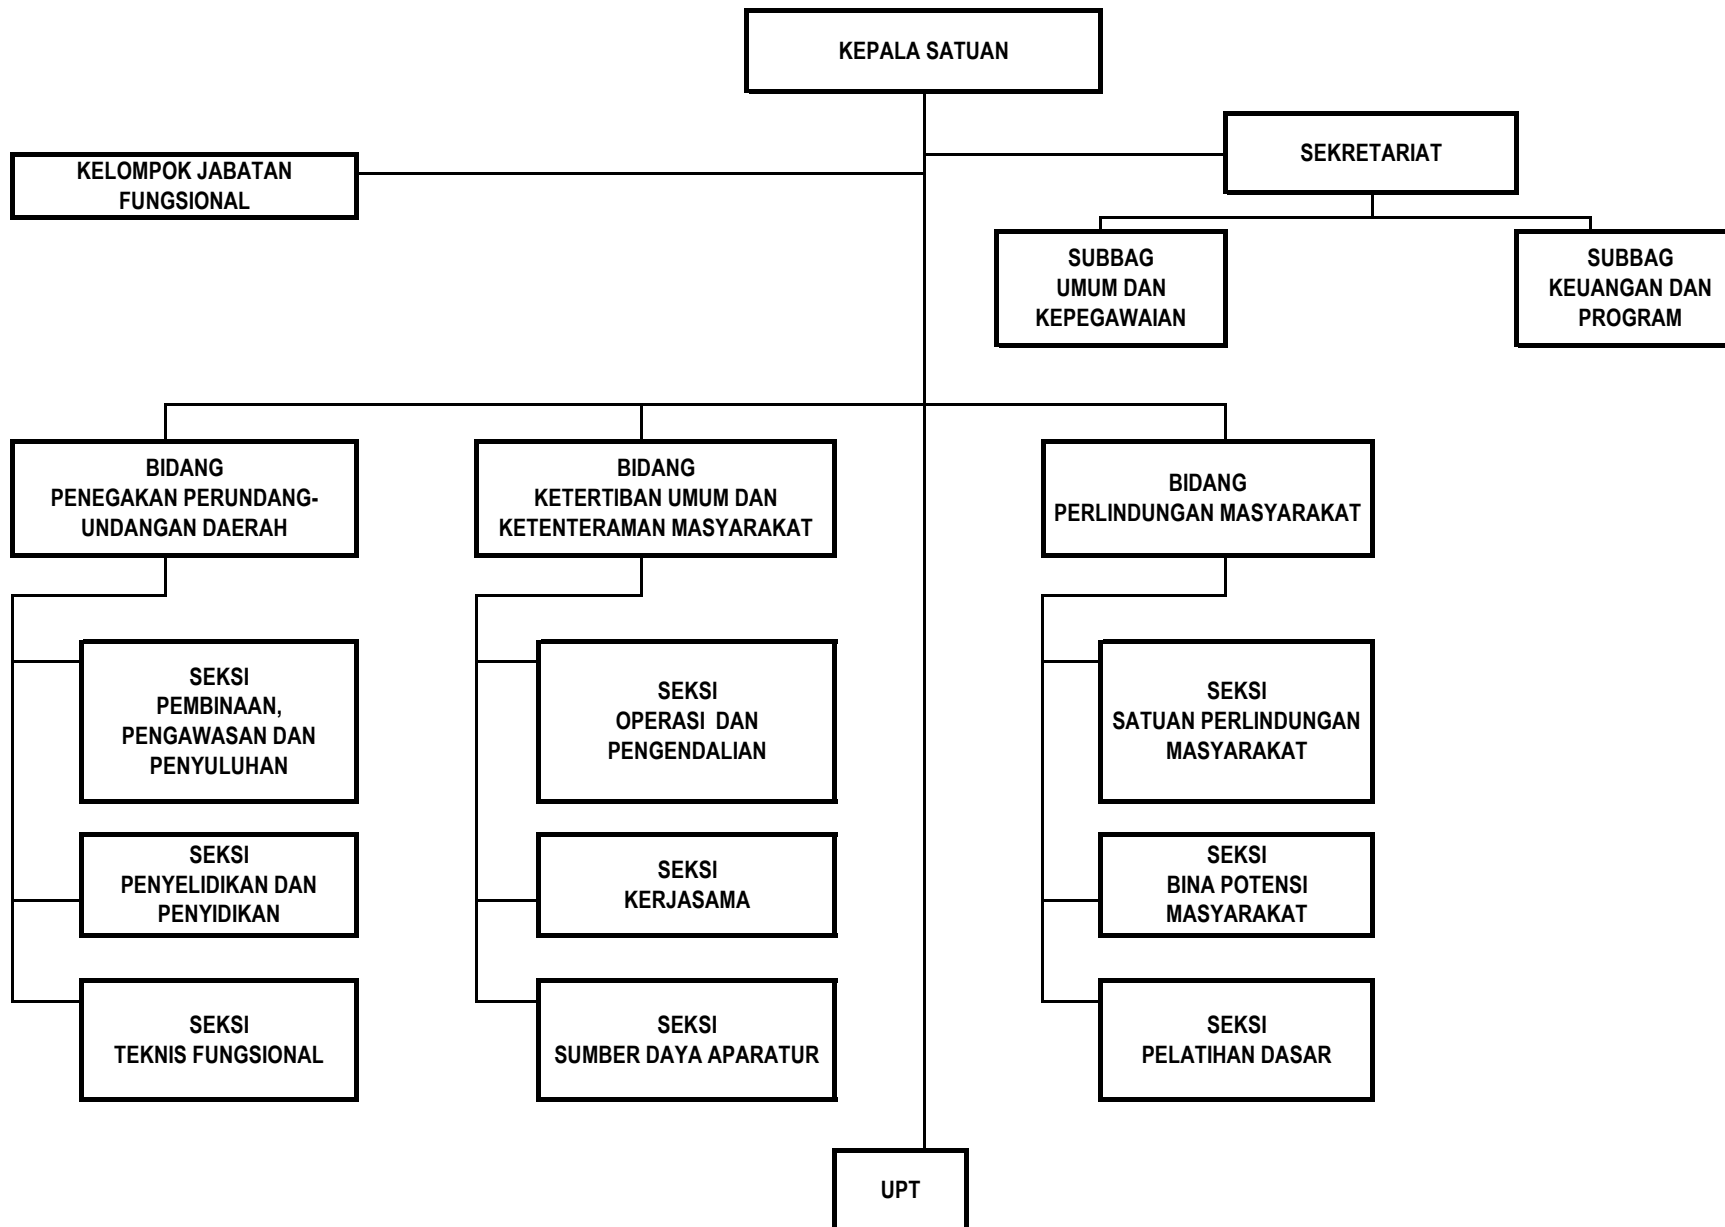 KEPALA SATUAN
SEKRETARIAT
KELOMPOK JABATAN
FUNGSIONAL
SUBBAG
UMUM DAN
KEPEGAWAIAN
SUBBAG
KEUANGAN DAN
PROGRAM
BIDANG
PENEGAKAN PERUNDANG-
UNDANGAN DAERAH
BIDANG
KETERTIBAN UMUM DAN
KETENTERAMAN MASYARAKAT
BIDANG
PERLINDUNGAN MASYARAKAT
SEKSI
PEMBINAAN,
PENGAWASAN DAN
PENYULUHAN
SEKSI
OPERASI  DAN
PENGENDALIAN
SEKSI
SATUAN PERLINDUNGAN
MASYARAKAT
SEKSI
PENYELIDIKAN DAN
PENYIDIKAN
SEKSI
KERJASAMA
SEKSI
BINA POTENSI
MASYARAKAT
SEKSI
TEKNIS FUNGSIONAL
SEKSI
SUMBER DAYA APARATUR
SEKSI
PELATIHAN DASAR
UPT